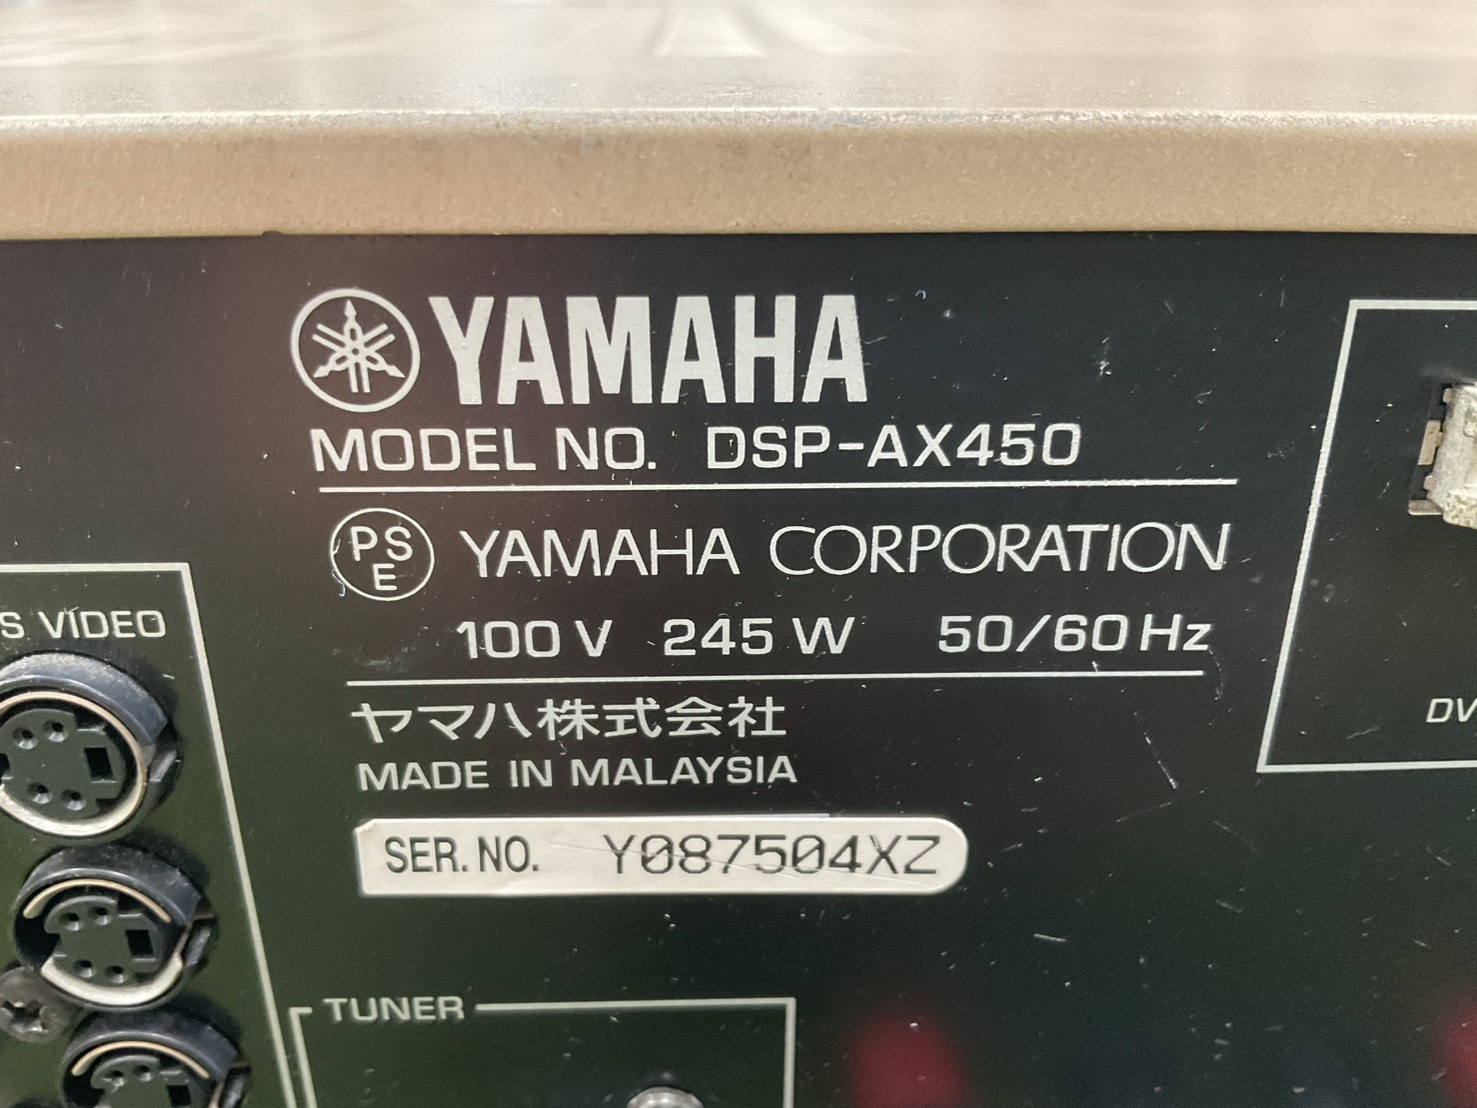 YAMAHA
MODEL NO. DSP-AX450
PSE YAMAHA CORPORATION
100V 245W 50/60Hz
ヤマハ株式会社
MADE IN MALAYSIA
SER. NO. Y087504XZ
S VIDEO
TUNER